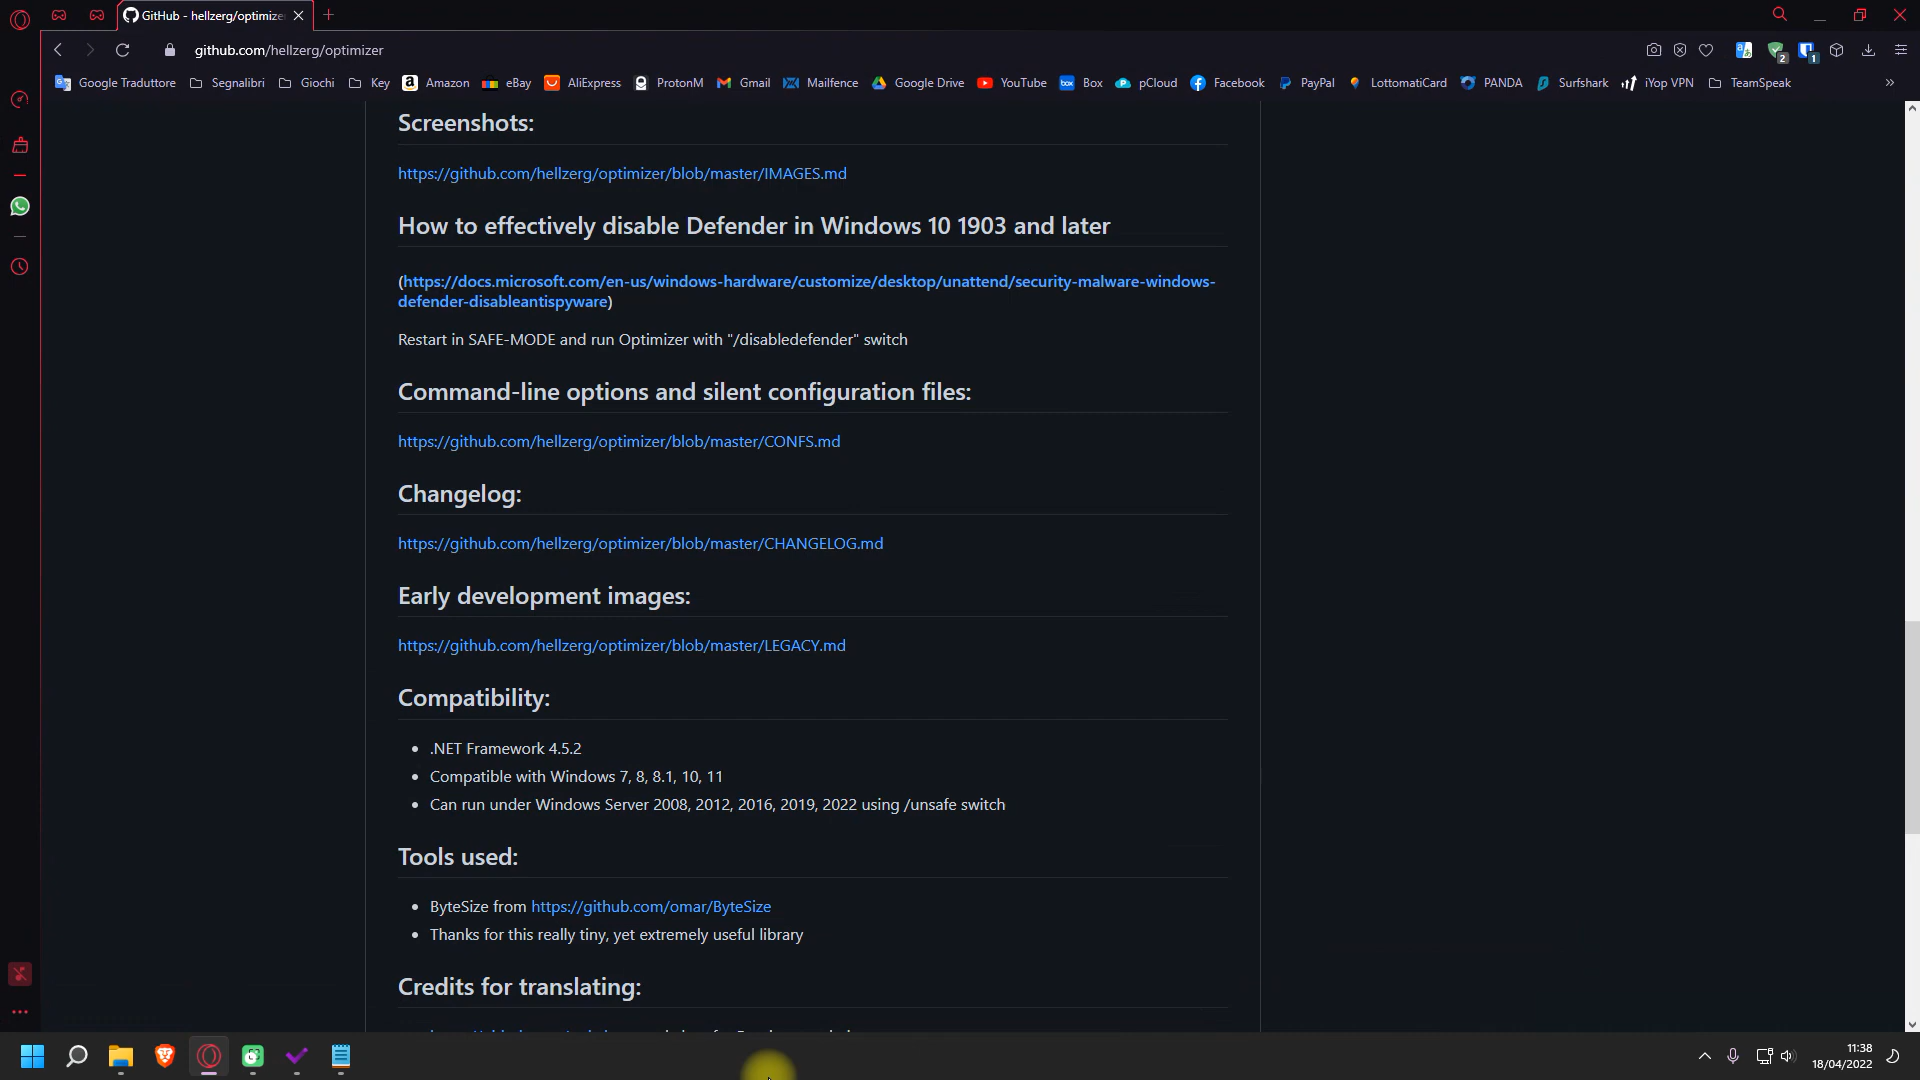 GitHub - hellzerg/optimize
github.com/hellzerg/optimizer
2
1
Google Traduttore Segnalibri Giochi Key Amazon eBay AliExpress ProtonM Gmail Mailfence Google Drive YouTube Box pCloud Facebook PayPal LottomatiCard PANDA Surfshark iYop VPN TeamSpeak »
Screenshots:
https://github.com/hellzerg/optimizer/blob/master/IMAGES.md
How to effectively disable Defender in Windows 10 1903 and later
(https://docs.microsoft.com/en-us/windows-hardware/customize/desktop/unattend/security-malware-windows-
defender-disableantispyware)
Restart in SAFE-MODE and run Optimizer with "/disabledefender" switch
Command-line options and silent configuration files:
https://github.com/hellzerg/optimizer/blob/master/CONFS.md
Changelog:
https://github.com/hellzerg/optimizer/blob/master/CHANGELOG.md
Early development images:
https://github.com/hellzerg/optimizer/blob/master/LEGACY.md
Compatibility:
• .NET Framework 4.5.2
• Compatible with Windows 7, 8, 8.1, 10, 11
• Can run under Windows Server 2008, 2012, 2016, 2019, 2022 using /unsafe switch
Tools used:
• ByteSize from https://github.com/omar/ByteSize
• Thanks for this really tiny, yet extremely useful library
Credits for translating:
11:38
18/04/2022